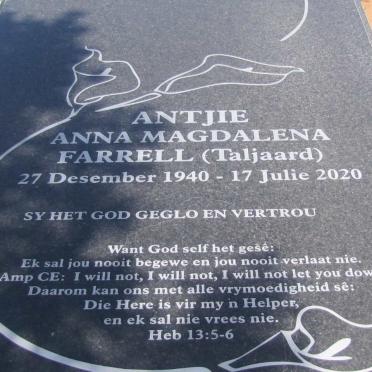 ANTJIE
ANNA MAGDALENA
FARRELL (Taljaard)
27 Desember 1940 - 17 Julie 2020
SY HET GOD GEGLO EN VERTROU
Want God self het gesê:
Ek sal jou nooit begewe en jou nooit verlaat nie.
Amp CE: I will not, I will not, I will not let you dow
Daarom kan ons met alle vrymoedigheid sê:
Die Here is vir my n Helper,
en ek sal nie vrees nie.
Heb 13:5-6